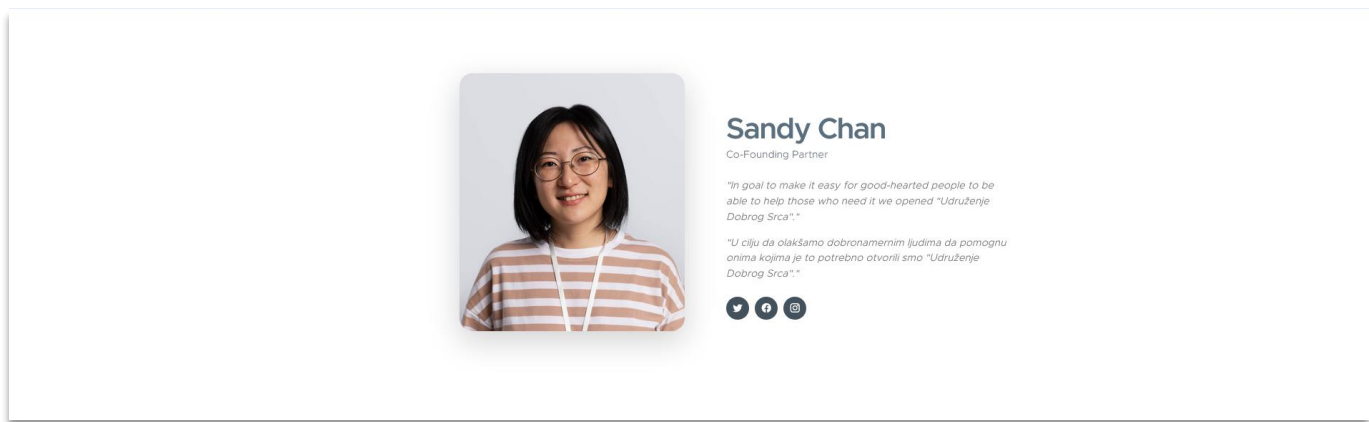 Sandy Chan
Co-Founding Partner
"In goal to make it easy for good-hearted people to be
able to help those who need it we opened "Udruženje
Dobrog Srca"."
"U cilju da olakšamo dobronamernim ljudima da pomognu
onima kojima je to potrebno otvorili smo "Udruženje
Dobrog Srca"."